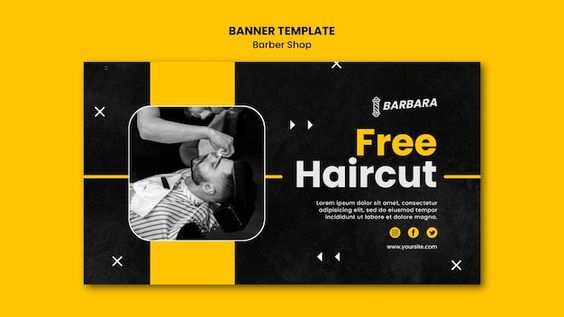 BANNER TEMPLATE
Barber Shop
BARBARA
Free
Haircut
Lorem ipsum dolor sit amet, consectetur
adipisicing elit, sed do eiusmod tempor
incididunt ut labore et dolore magna.
www.yoursite.com